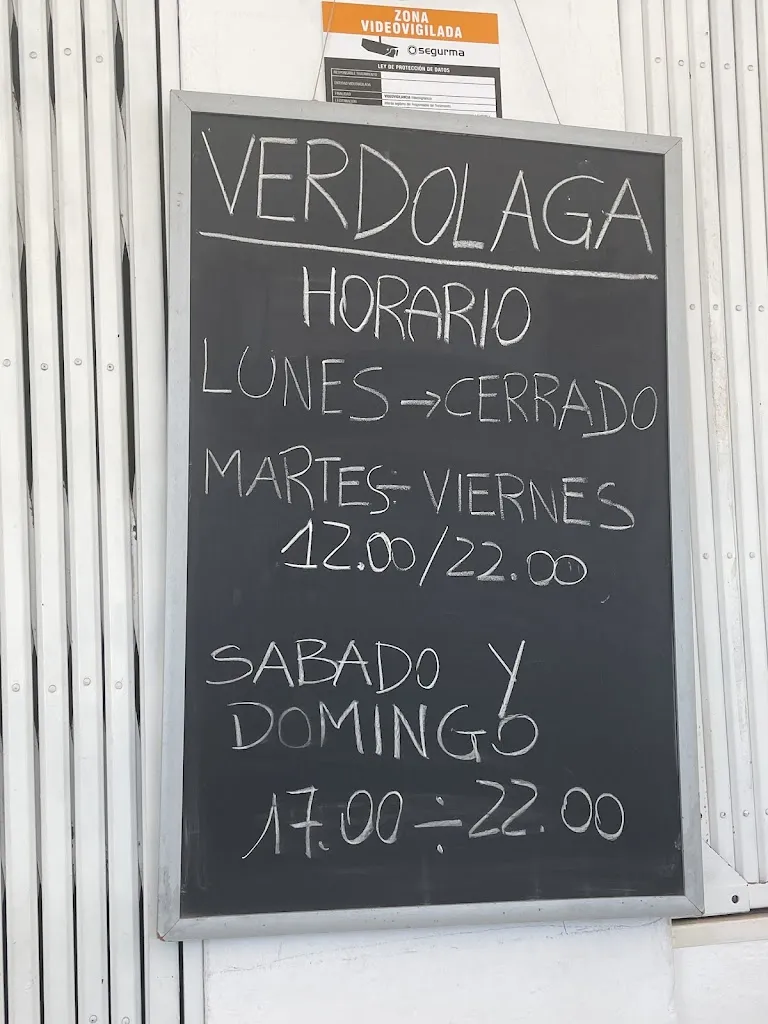 ZONA
VIDEOVIGILADA
segurma
LEY DE PROTECCIÓN DE DATOS
VERDOLAGA
HORARIO
LUNES → CERRADO
MARTES ÷ VIERNES
12.00/22.00
SABADO Y
DOMINGO
17.00 ÷ 22.00